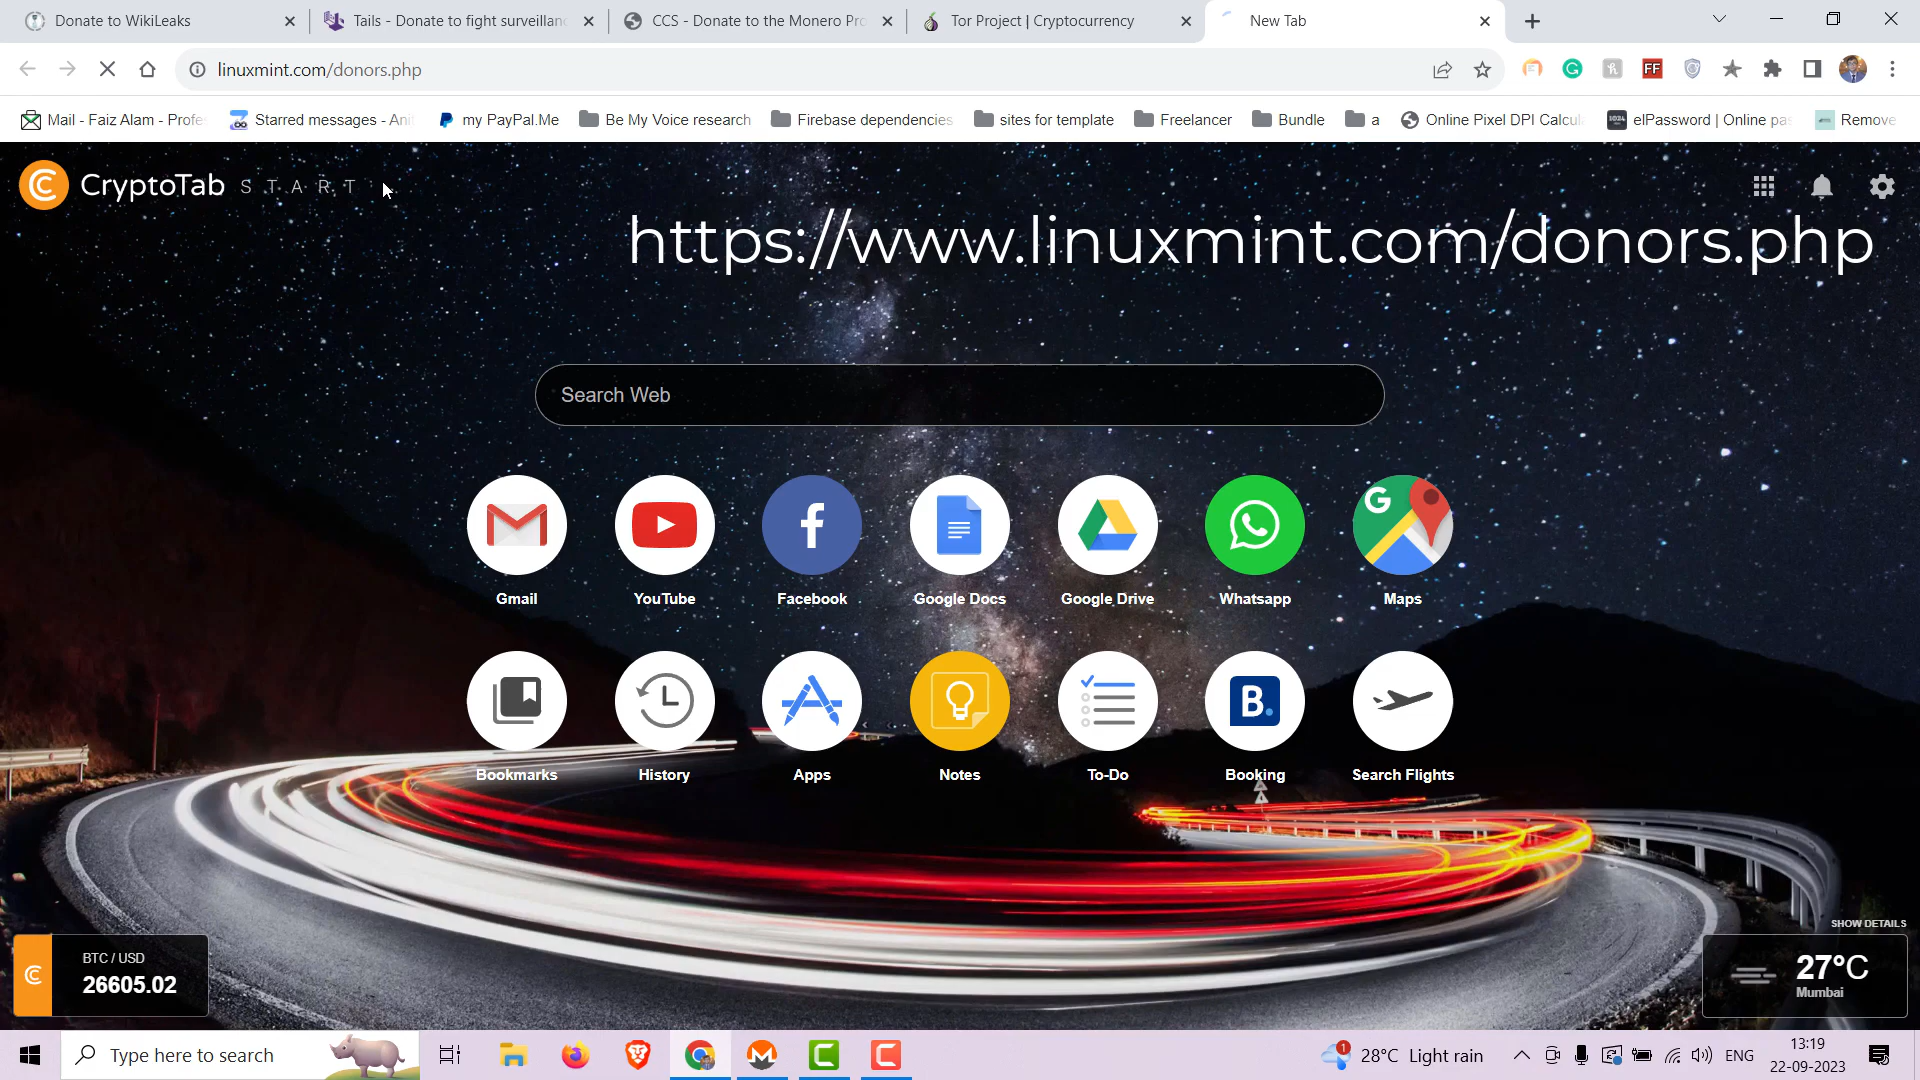 Donate to WikiLeaks
Tails - Donate to fight surveillanc
CCS - Donate to the Monero Pro
Tor Project | Cryptocurrency
New Tab
linuxmint.com/donors.php
Mail - Faiz Alam - Profe
Starred messages - Ani
my PayPal.Me
Be My Voice research
Firebase dependencies
sites for template
Freelancer
Bundle
a
Online Pixel DPI Calcul
elPassword | Online pa
Remove
CryptoTab START
https://www.linuxmint.com/donors.php
Search Web
Gmail
YouTube
Facebook
Google Docs
Google Drive
Whatsapp
Maps
Bookmarks
History
Apps
Notes
To-Do
Booking
Search Flights
SHOW DETAILS
BTC / USD
26605.02
27°C
Mumbai
Type here to search
1
28°C Light rain
ENG
13:19
22-09-2023